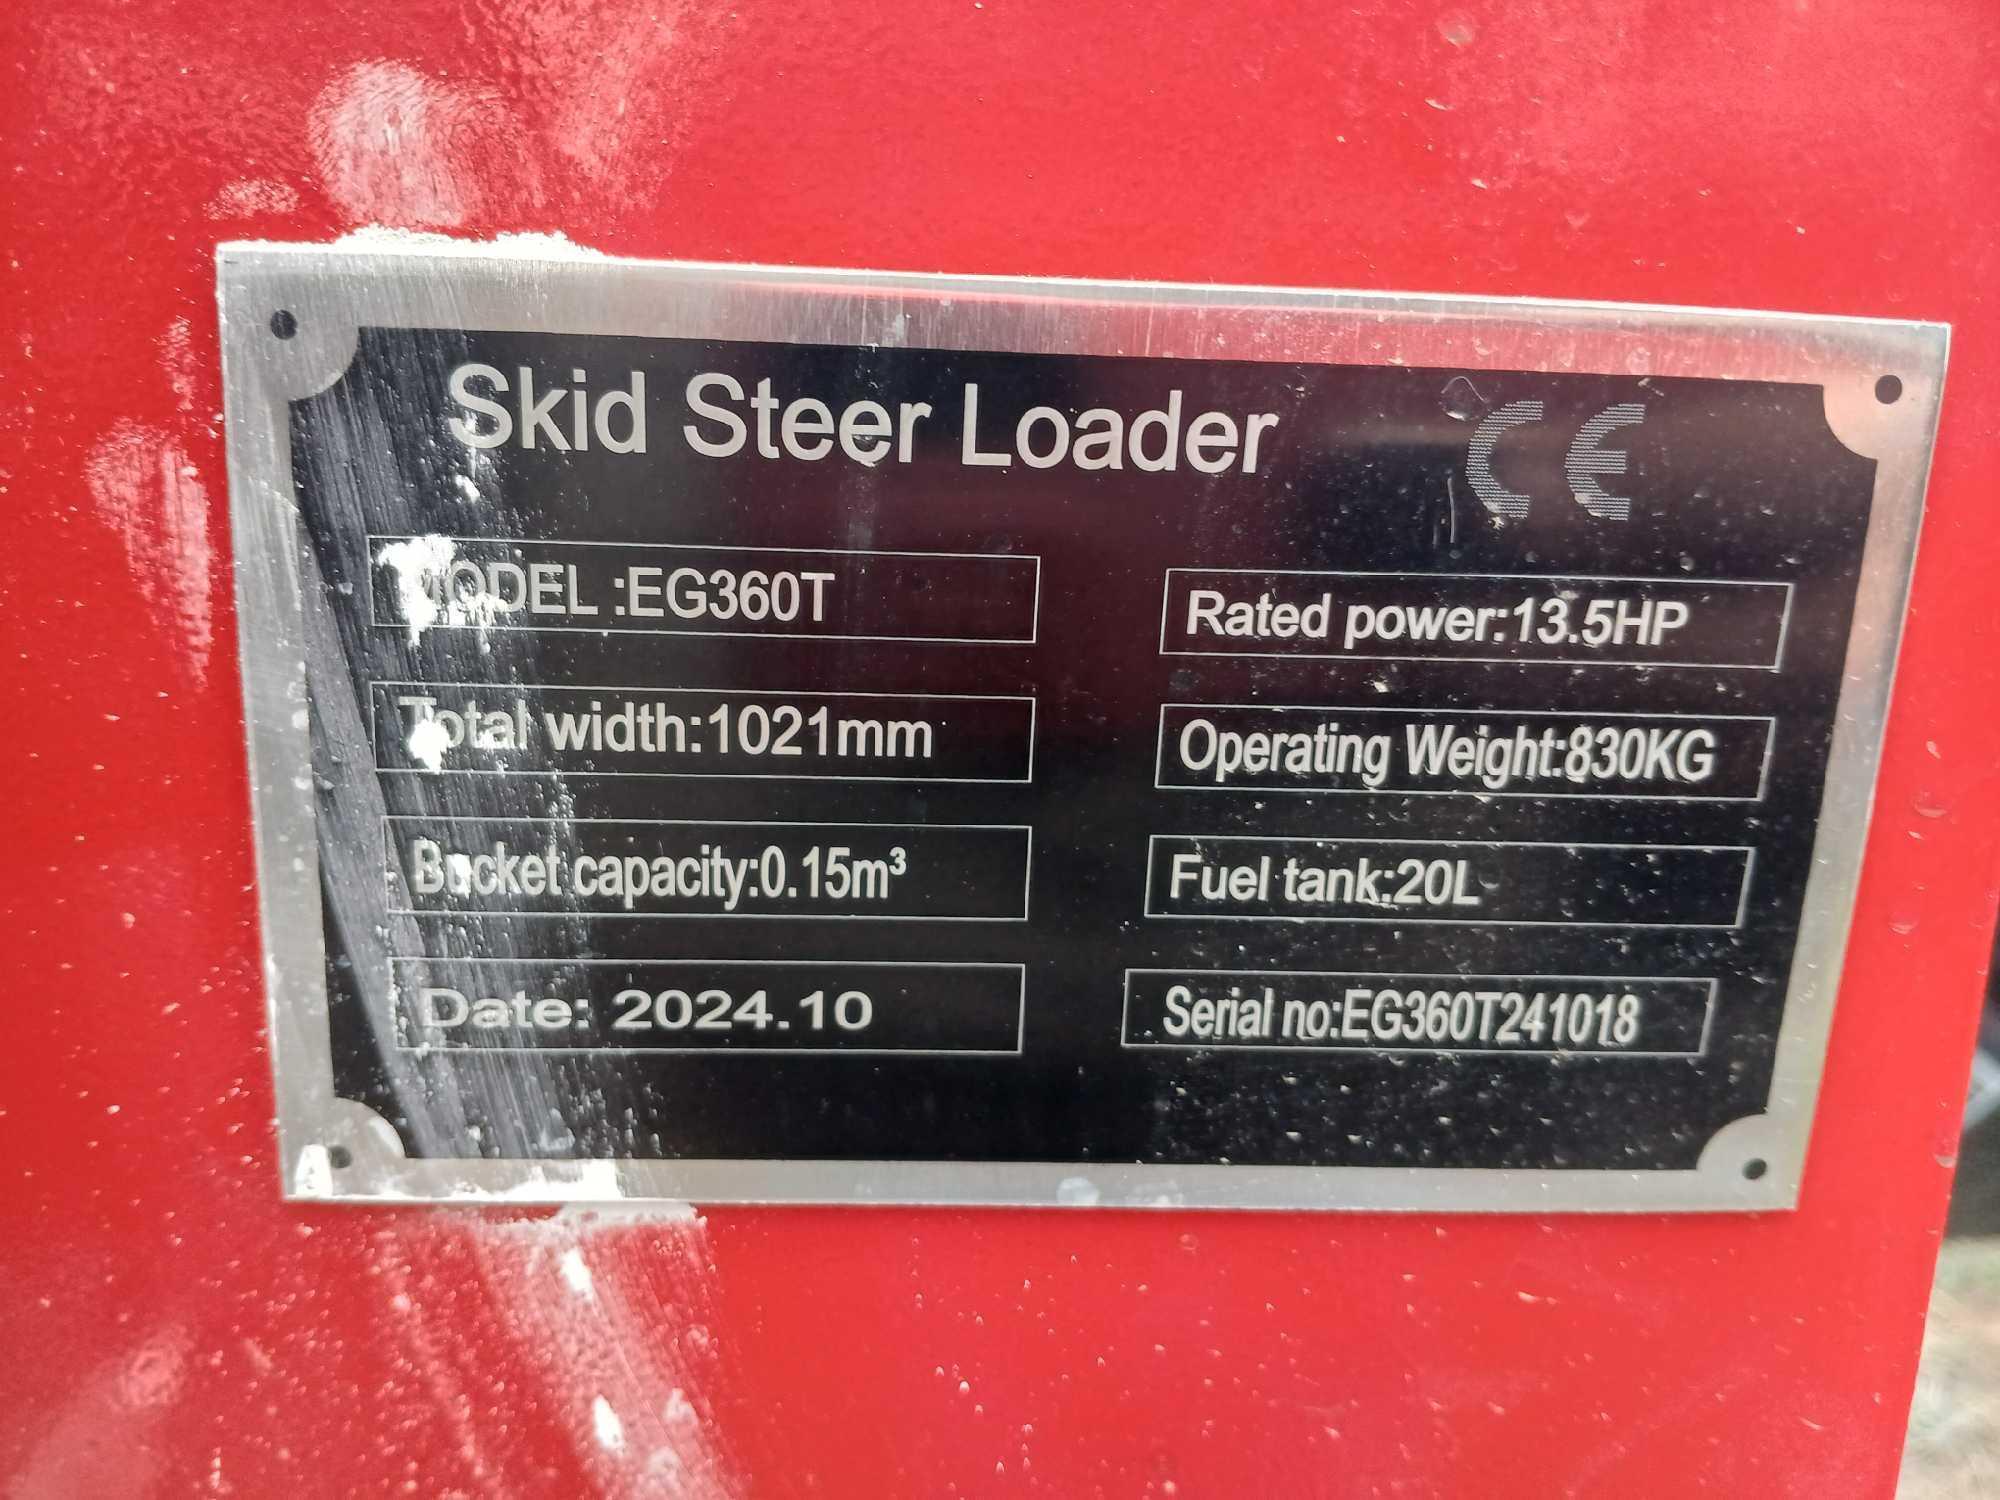 Skid Steer Loader CE
MODEL :EG360T
Rated power:13.5HP
Total width:1021mm
Operating Weight:830KG
Bucket capacity:0.15m³
Fuel tank:20L
Date: 2024.10
Serial no:EG360T241018